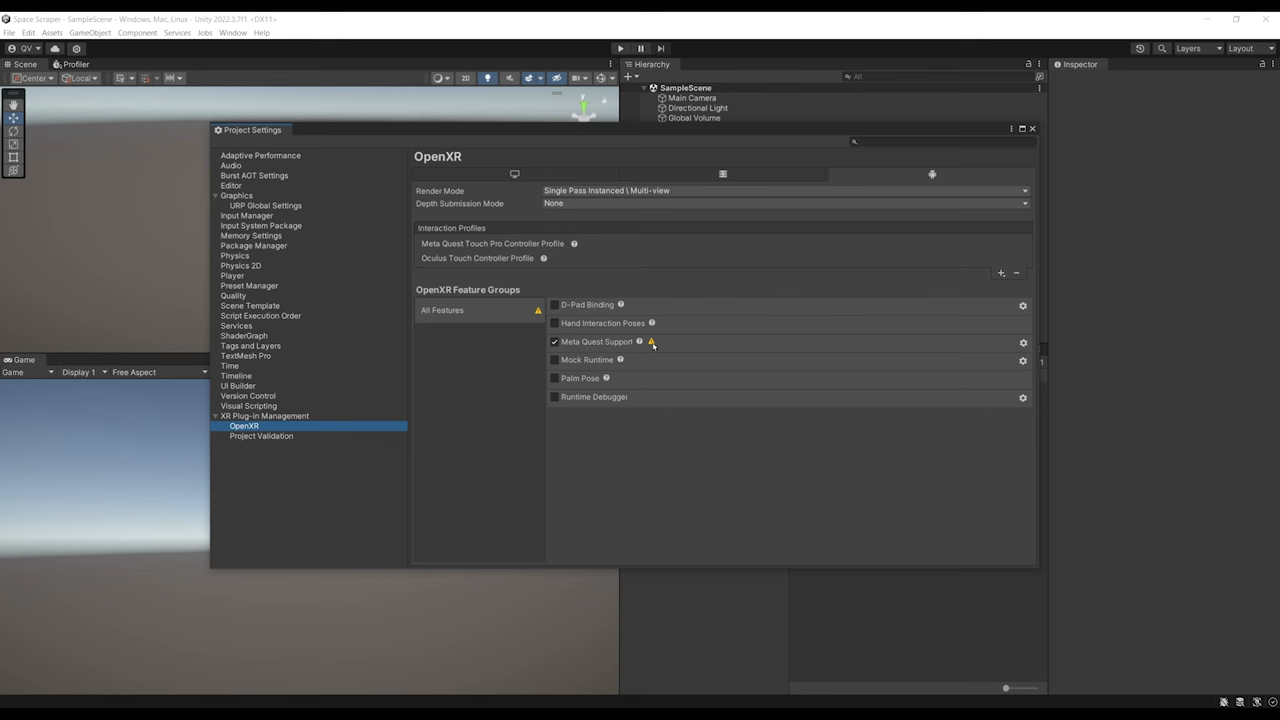 Space Scraper - SampleScene - Windows, Mac, Linux - Unity 2022.3.7f1 <DX11>
File Edit Assets GameObject Component Services Jobs Window Help
QV Layers Layout
Scene Profiler Hierarchy Inspector
Center Local 2D All
SampleScene
Main Camera
Directional Light
Global Volume
y
Project Settings
Adaptive Performance
Audio
Burst AOT Settings
Editor
Graphics
URP Global Settings
Input Manager
Input System Package
Memory Settings
Package Manager
Physics
Physics 2D
Player
Preset Manager
Quality
Scene Template
Script Execution Order
Services
ShaderGraph
Tags and Layers
TextMesh Pro
Time
Timeline
UI Builder
Version Control
Visual Scripting
XR Plug-in Management
OpenXR
Project Validation
OpenXR
Render Mode Single Pass Instanced \ Multi-view
Depth Submission Mode None
Interaction Profiles
Meta Quest Touch Pro Controller Profile
Oculus Touch Controller Profile
OpenXR Feature Groups
All Features
D-Pad Binding
Hand Interaction Poses
Meta Quest Support
Mock Runtime
Palm Pose
Runtime Debugger
Game
Game Display 1 Free Aspect
1